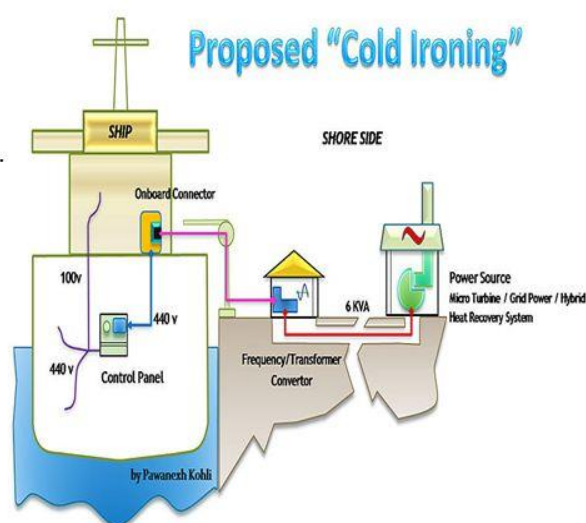 Proposed “Cold Ironing”
SHIP
SHORE SIDE
Onboard Connector
100v
440 v
440 v
Control Panel
6 KVA
Frequency/Transformer
Convertor
Power Source
Micro Turbine / Grid Power / Hybrid
Heat Recovery System
by Pawanexh Kohli